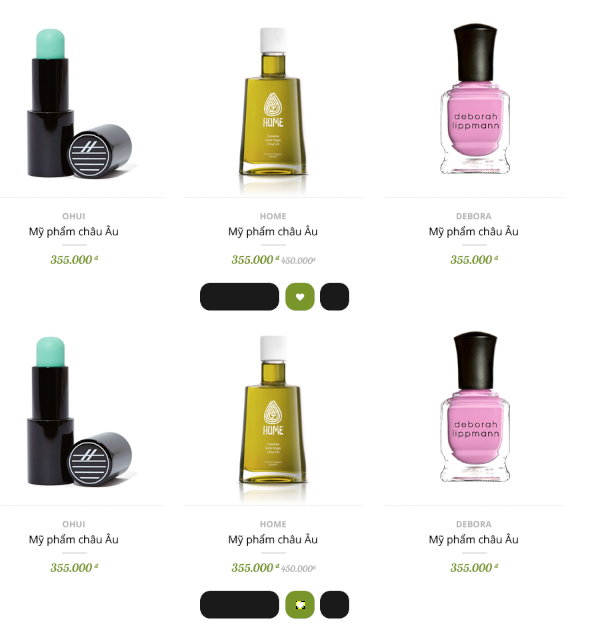 HOME
deborah
lippmann
OHUI
HOME
DEBORA
Mỹ phẩm châu Âu
Mỹ phẩm châu Âu
Mỹ phẩm châu Âu
355.000 đ
355.000 đ 450.000đ
355.000 đ
HOME
deborah
lippmann
OHUI
HOME
DEBORA
Mỹ phẩm châu Âu
Mỹ phẩm châu Âu
Mỹ phẩm châu Âu
355.000 đ
355.000 đ 450.000đ
355.000 đ